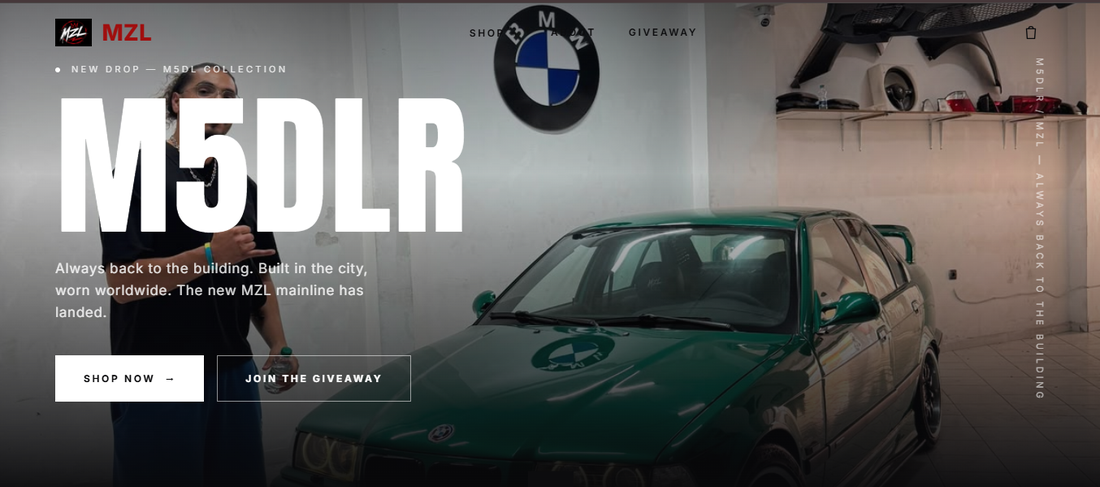 MZL MZL
SHOP ABOUT GIVEAWAY
BMW
NEW DROP — M5DL COLLECTION
M5DLR
Always back to the building. Built in the city,
worn worldwide. The new MZL mainline has
landed.
SHOP NOW →
JOIN THE GIVEAWAY
M5DLR / MZL — ALWAYS BACK TO THE BUILDING